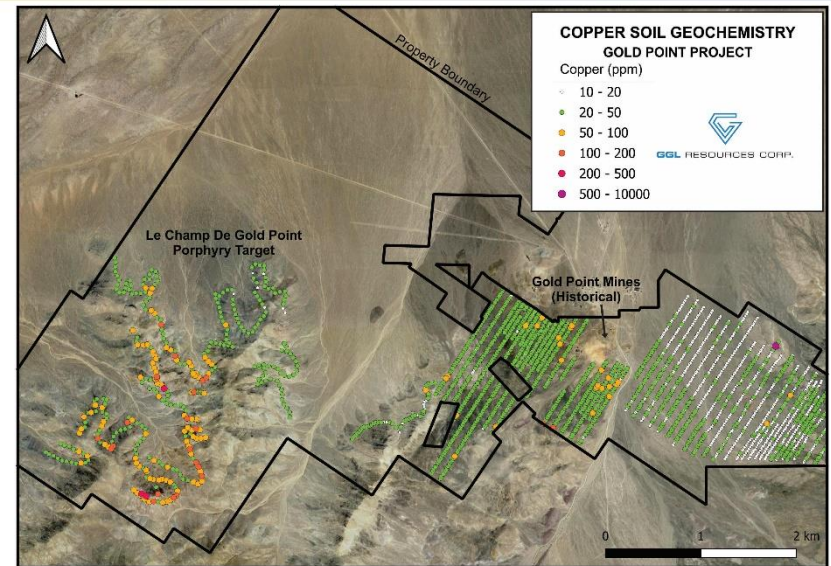 COPPER SOIL GEOCHEMISTRY
GOLD POINT PROJECT
Copper (ppm)
10 - 20
20 - 50
50 - 100
100 - 200
200 - 500
500 - 10000
GGL RESOURCES CORP.
Property Boundary
Le Champ De Gold Point
Porphyry Target
Gold Point Mines
(Historical)
0 1 2 km